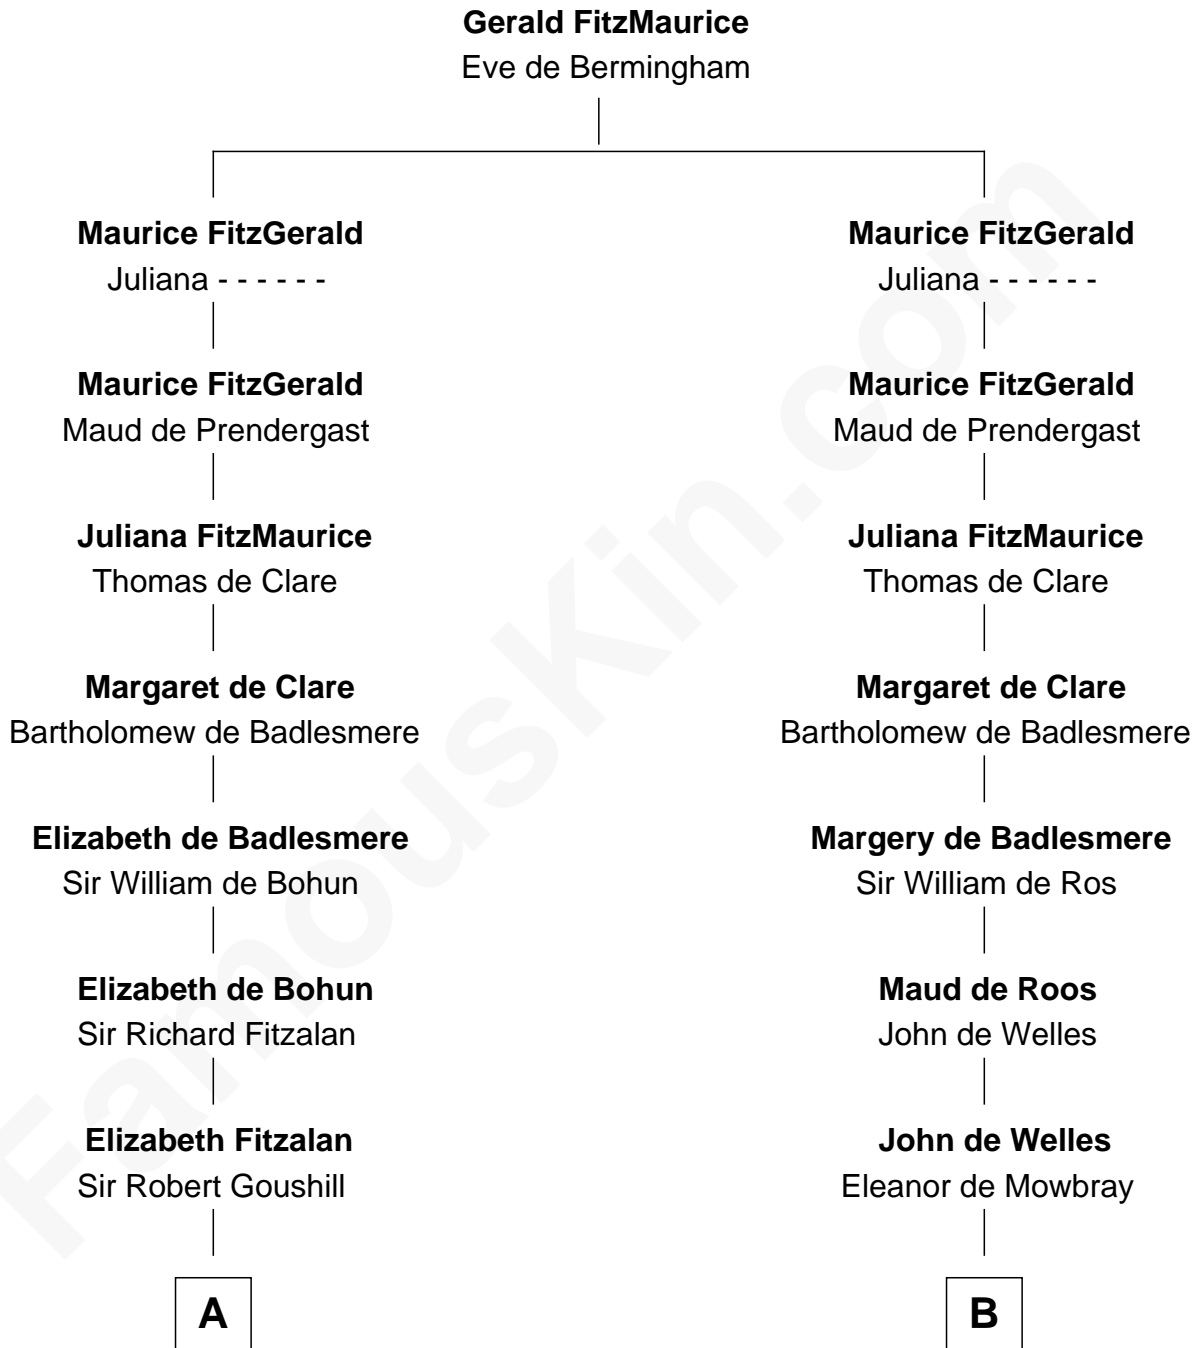 Gerald FitzMaurice
Eve de Bermingham
Maurice FitzGerald
Juliana - - - - - -
Maurice FitzGerald
Juliana - - - - - -
Maurice FitzGerald
Maud de Prendergast
Maurice FitzGerald
Maud de Prendergast
Juliana FitzMaurice
Thomas de Clare
Juliana FitzMaurice
Thomas de Clare
Margaret de Clare
Bartholomew de Badlesmere
Margaret de Clare
Bartholomew de Badlesmere
Elizabeth de Badlesmere
Sir William de Bohun
Margery de Badlesmere
Sir William de Ros
Elizabeth de Bohun
Sir Richard Fitzalan
Maud de Roos
John de Welles
Elizabeth Fitzalan
Sir Robert Goushill
John de Welles
Eleanor de Mowbray
A
B
FamousKin.com